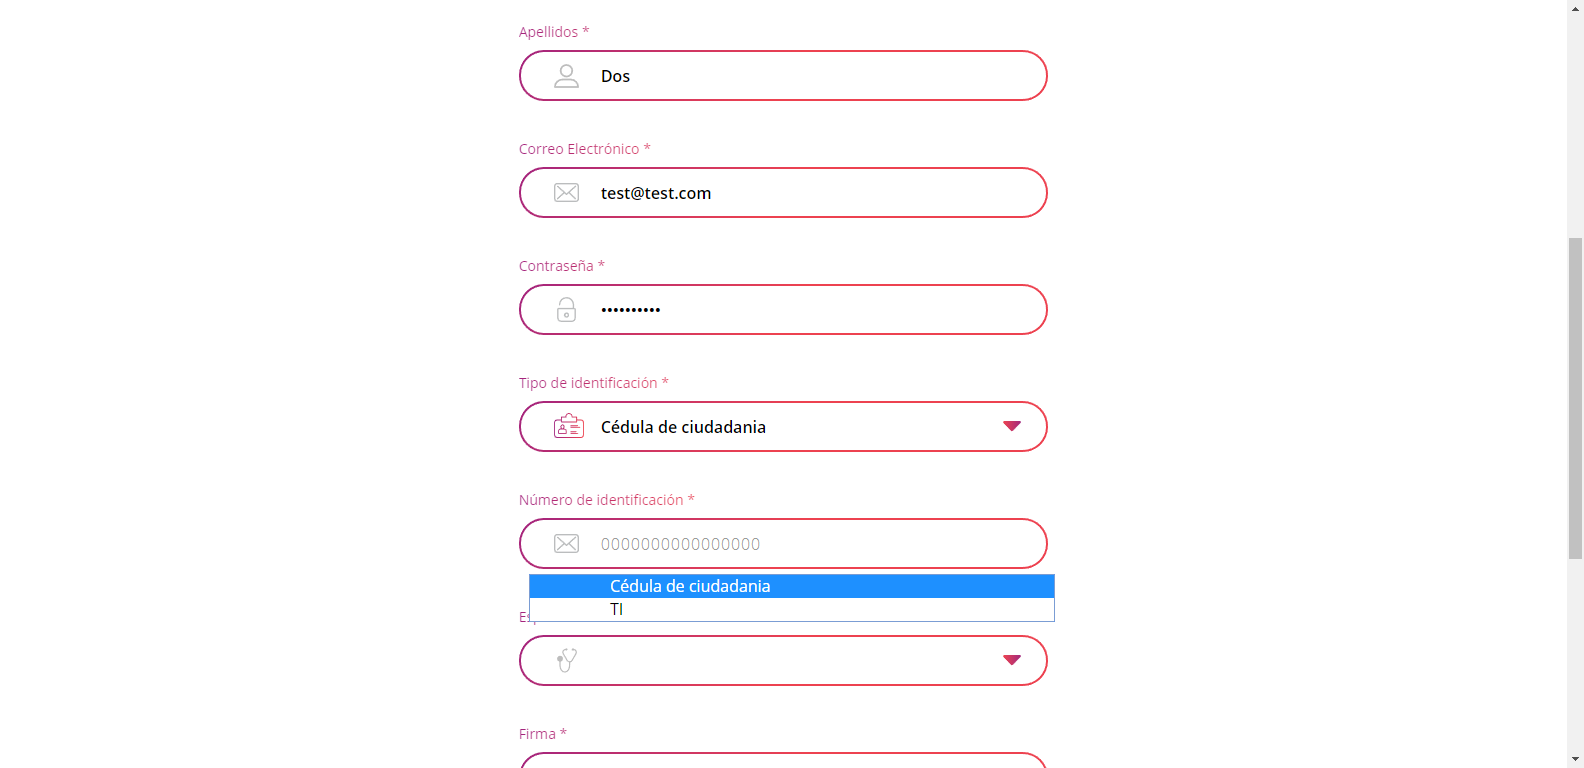 Apellidos *
Dos
Correo Electrónico *
test@test.com
Contraseña *
••••••••••
Tipo de identificación *
Cédula de ciudadania
Número de identificación *
0000000000000000
Cédula de ciudadania
TI
Firma *